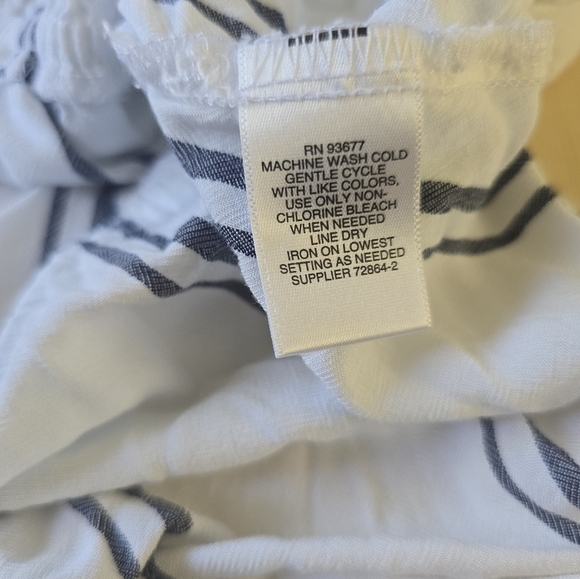 RN 93677
MACHINE WASH COLD
GENTLE CYCLE
WITH LIKE COLORS,
USE ONLY NON-
CHLORINE BLEACH
WHEN NEEDED
LINE DRY
IRON ON LOWEST
SETTING AS NEEDED
SUPPLIER 72864-2